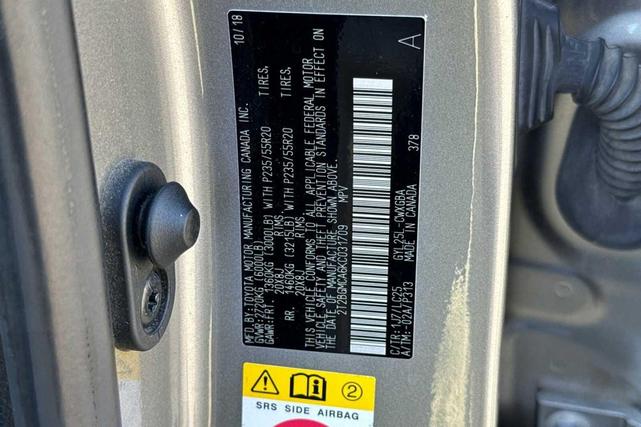 MFD. BY: TOYOTA MOTOR MANUFACTURING CANADA INC. 10/18
GVWR: 2720KG (6000LB)
GAWR: FRT. 1360KG (3000LB) WITH P235/55R20 TIRES,
20X8J RIMS,
RR. 1460KG (3215LB) WITH P235/55R20 TIRES,
20X8J RIMS
THIS VEHICLE CONFORMS TO ALL APPLICABLE FEDERAL MOTOR
VEHICLE SAFETY AND THEFT PREVENTION STANDARDS IN EFFECT ON
THE DATE OF MANUFACTURE SHOWN ABOVE.
2T2BGMCA6KC031709 MPV
C/TR: 1J7/LC25 GYL25L-CWXGBA 378 A
A/TM: -02A/P313 MADE IN CANADA
2
SRS SIDE AIRBAG